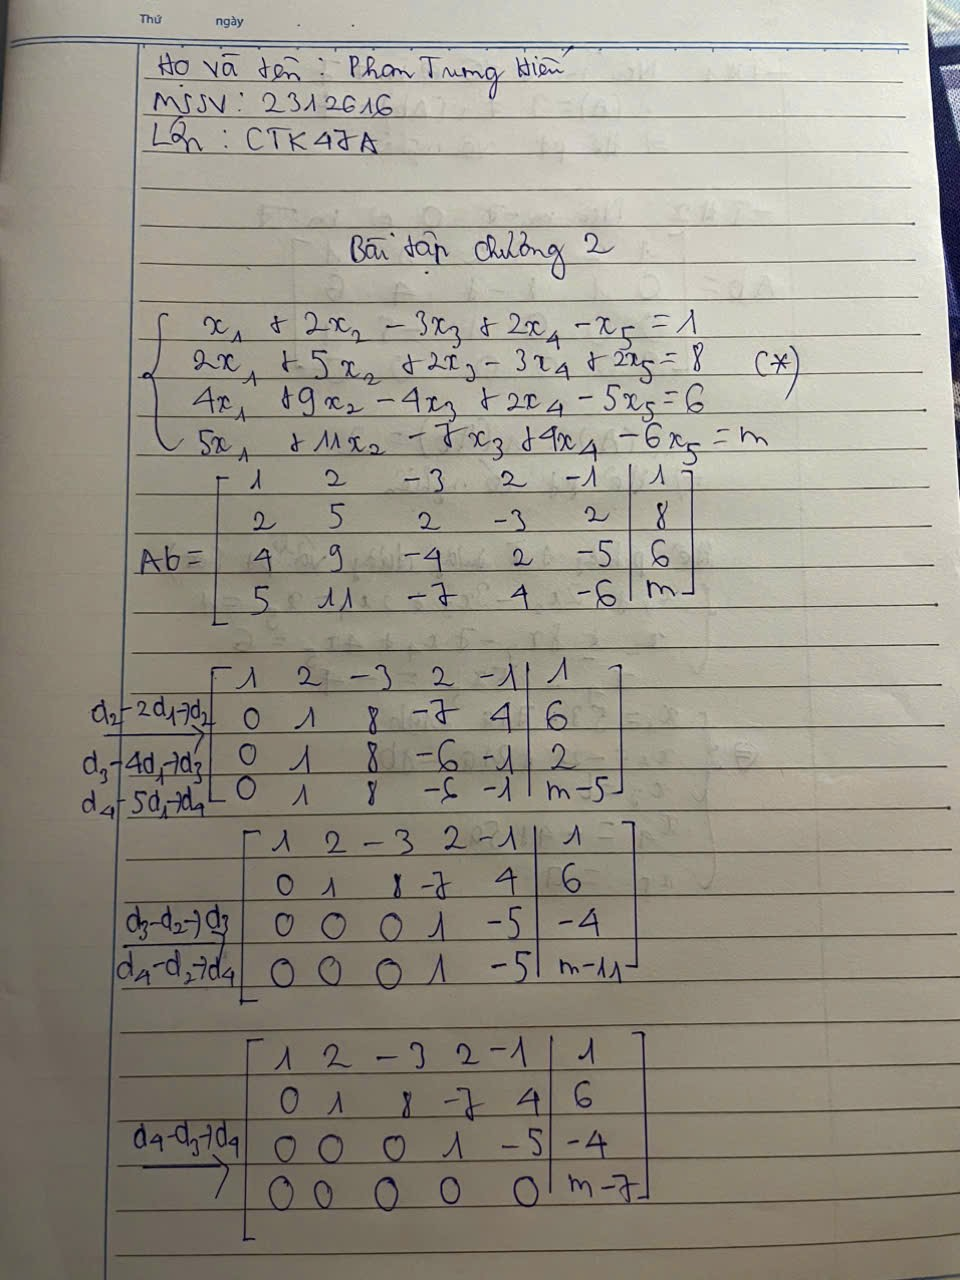 Thứ ngày . .
Họ và tên : Phan Trung Hiếu
MSSV : 2312616
Lớp : CTK47A
Bài tập chương 2
x₁ + 2x₂ - 3x₃ + 2x₄ - x₅ = 1
2x₁ + 5x₂ + 2x₃ - 3x₄ + 2x₅ = 8 (*)
4x₁ + 9x₂ - 4x₃ + 2x₄ - 5x₅ = 6
5x₁ + 11x₂ - 7x₃ + 4x₄ - 6x₅ = m
1 2 -3 2 -1 | 1
2 5 2 -3 2 | 8
Ab = 4 9 -4 2 -5 | 6
5 11 -7 4 -6 | m
1 2 -3 2 -1 | 1
d₂-2d₁→d₂ 0 1 8 -7 4 | 6
d₃-4d₁→d₃ 0 1 8 -6 -1 | 2
d₄-5d₁→d₄ 0 1 8 -6 -1 | m-5
1 2 -3 2 -1 | 1
0 1 8 -7 4 | 6
d₃-d₂→d₃ 0 0 0 1 -5 | -4
d₄-d₂→d₄ 0 0 0 1 -5 | m-11
1 2 -3 2 -1 | 1
0 1 8 -7 4 | 6
d₄-d₃→d₄ 0 0 0 1 -5 | -4
0 0 0 0 0 | m-7